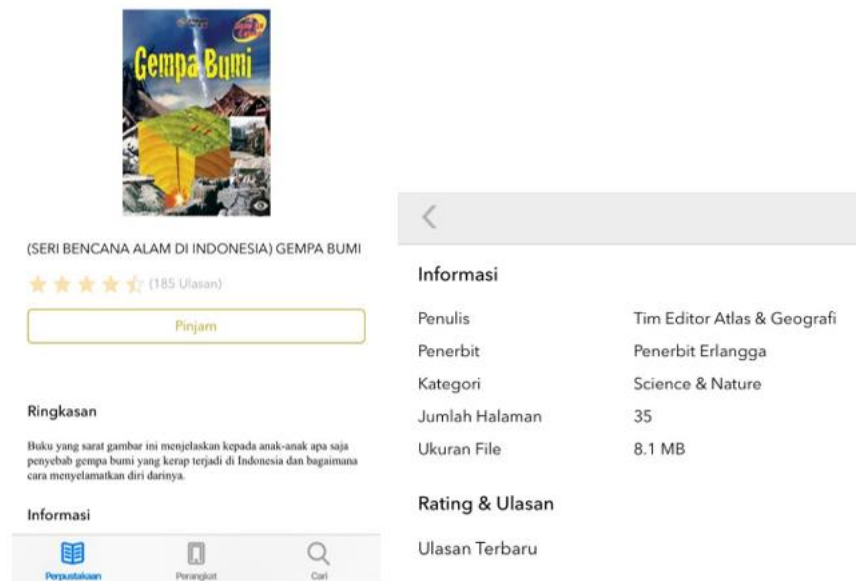 Gempa Bumi
(SERI BENCANA ALAM DI INDONESIA) GEMPA BUMI
(185 Ulasan)
Pinjam
Ringkasan
Buku yang sarat gambar ini menjelaskan kepada anak-anak apa saja
penyebab gempa bumi yang kerap terjadi di Indonesia dan bagaimana
cara menyelamatkan diri darinya.
Informasi
Perpustakaan
Perangkat
Cari
Informasi
Penulis Tim Editor Atlas & Geografi
Penerbit Penerbit Erlangga
Kategori Science & Nature
Jumlah Halaman 35
Ukuran File 8.1 MB
Rating & Ulasan
Ulasan Terbaru